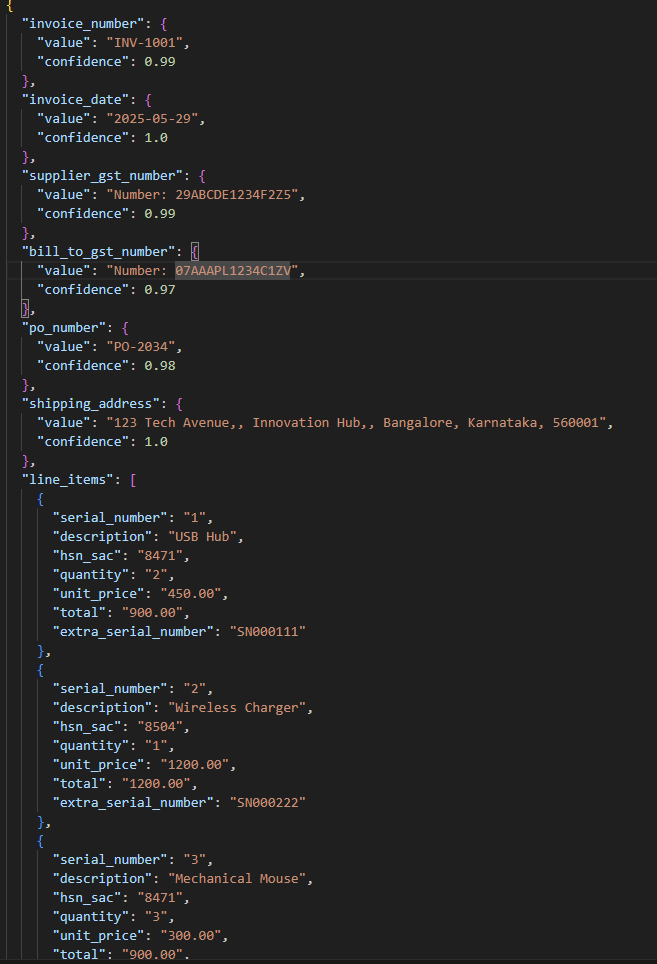 {
"invoice_number": {
"value": "INV-1001",
"confidence": 0.99
},
"invoice_date": {
"value": "2025-05-29",
"confidence": 1.0
},
"supplier_gst_number": {
"value": "Number: 29ABCDE1234F2Z5",
"confidence": 0.99
},
"bill_to_gst_number": {
"value": "Number: 07AAAPL1234C1ZV",
"confidence": 0.97
},
"po_number": {
"value": "PO-2034",
"confidence": 0.98
},
"shipping_address": {
"value": "123 Tech Avenue,, Innovation Hub,, Bangalore, Karnataka, 560001",
"confidence": 1.0
},
"line_items": [
{
"serial_number": "1",
"description": "USB Hub",
"hsn_sac": "8471",
"quantity": "2",
"unit_price": "450.00",
"total": "900.00",
"extra_serial_number": "SN000111"
},
{
"serial_number": "2",
"description": "Wireless Charger",
"hsn_sac": "8504",
"quantity": "1",
"unit_price": "1200.00",
"total": "1200.00",
"extra_serial_number": "SN000222"
},
{
"serial_number": "3",
"description": "Mechanical Mouse",
"hsn_sac": "8471",
"quantity": "3",
"unit_price": "300.00",
"total": "900.00",